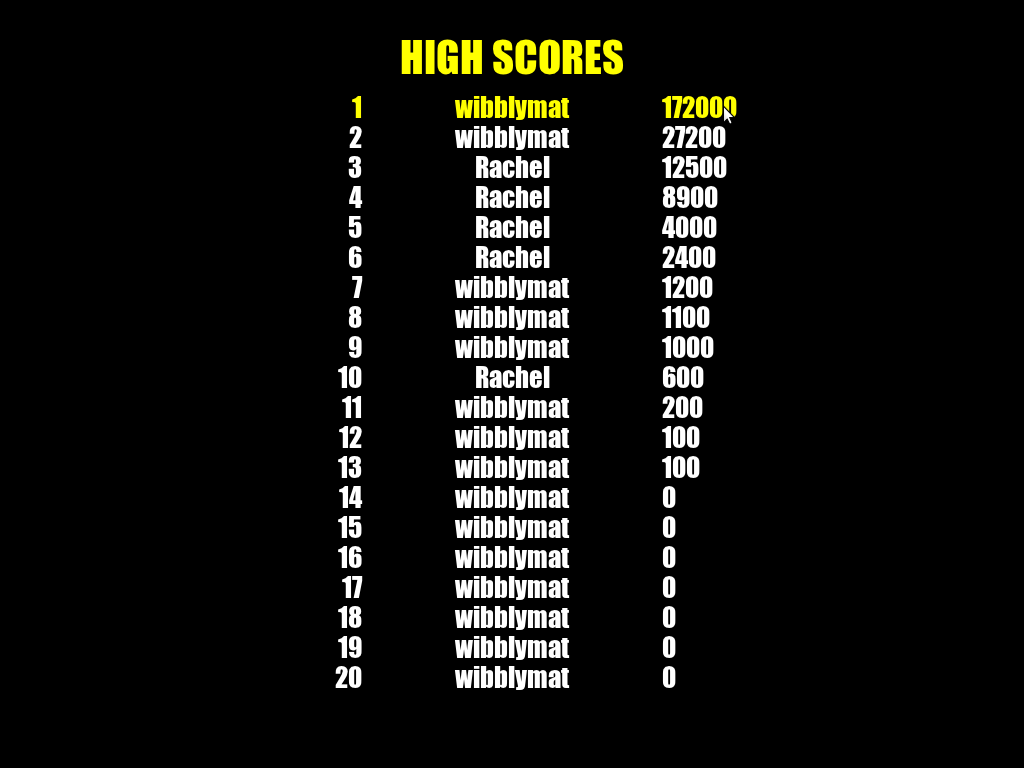 HIGH SCORES
1 wibblymat 172000
2 wibblymat 27200
3 Rachel 12500
4 Rachel 8900
5 Rachel 4000
6 Rachel 2400
7 wibblymat 1200
8 wibblymat 1100
9 wibblymat 1000
10 Rachel 600
11 wibblymat 200
12 wibblymat 100
13 wibblymat 100
14 wibblymat 0
15 wibblymat 0
16 wibblymat 0
17 wibblymat 0
18 wibblymat 0
19 wibblymat 0
20 wibblymat 0